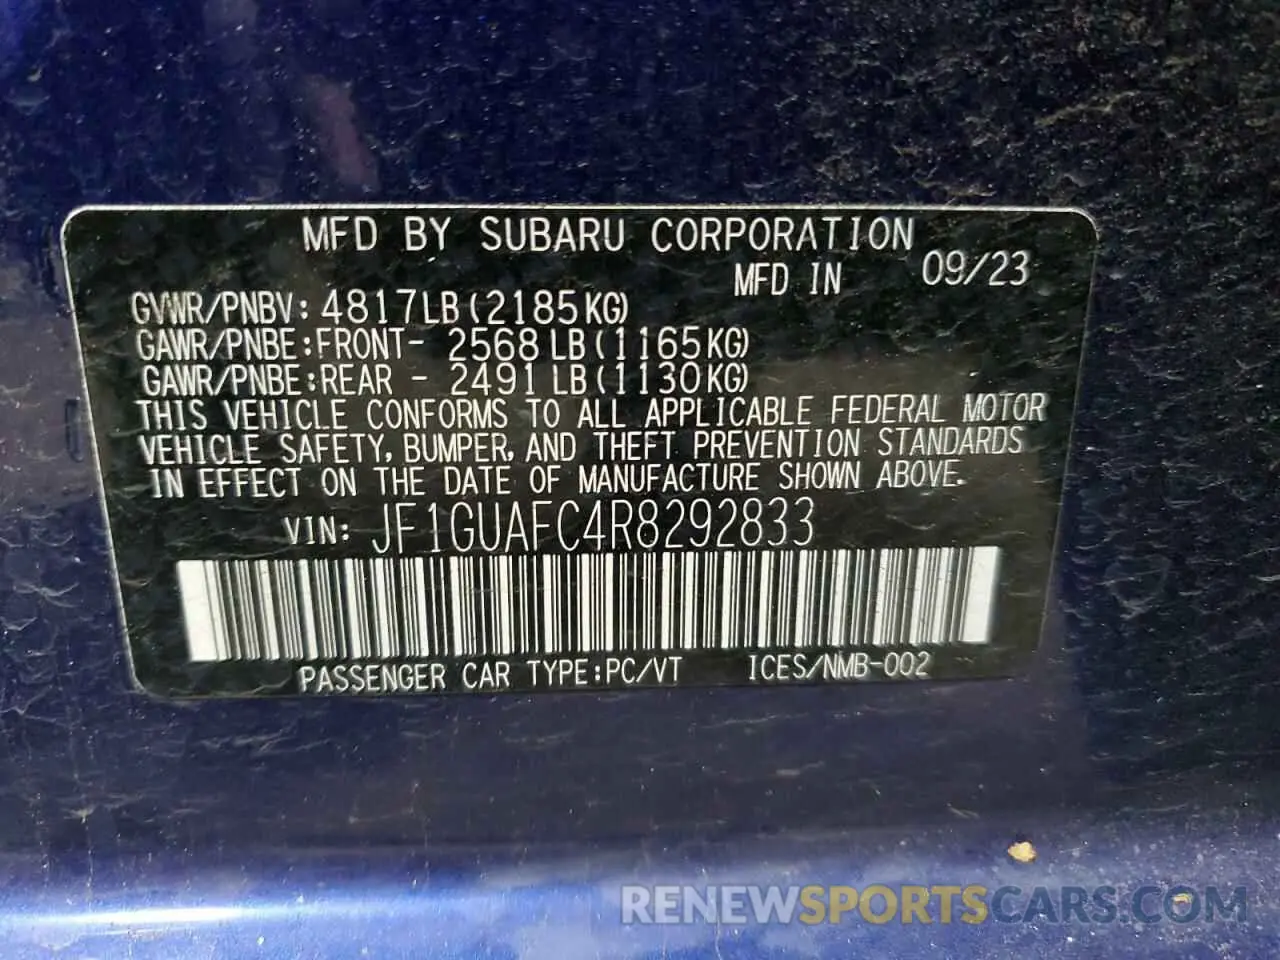 MFD BY SUBARU CORPORATION
MFD IN 09/23
GVWR/PNBV: 4817LB (2185KG)
GAWR/PNBE:FRONT- 2568LB (1165KG)
GAWR/PNBE:REAR - 2491LB (1130KG)
THIS VEHICLE CONFORMS TO ALL APPLICABLE FEDERAL MOTOR
VEHICLE SAFETY, BUMPER, AND THEFT PREVENTION STANDARDS
IN EFFECT ON THE DATE OF MANUFACTURE SHOWN ABOVE.
VIN: JF1GUAFC4R8292833
PASSENGER CAR TYPE:PC/VT ICES/NMB-002
RENEWSPORTSCARS.COM